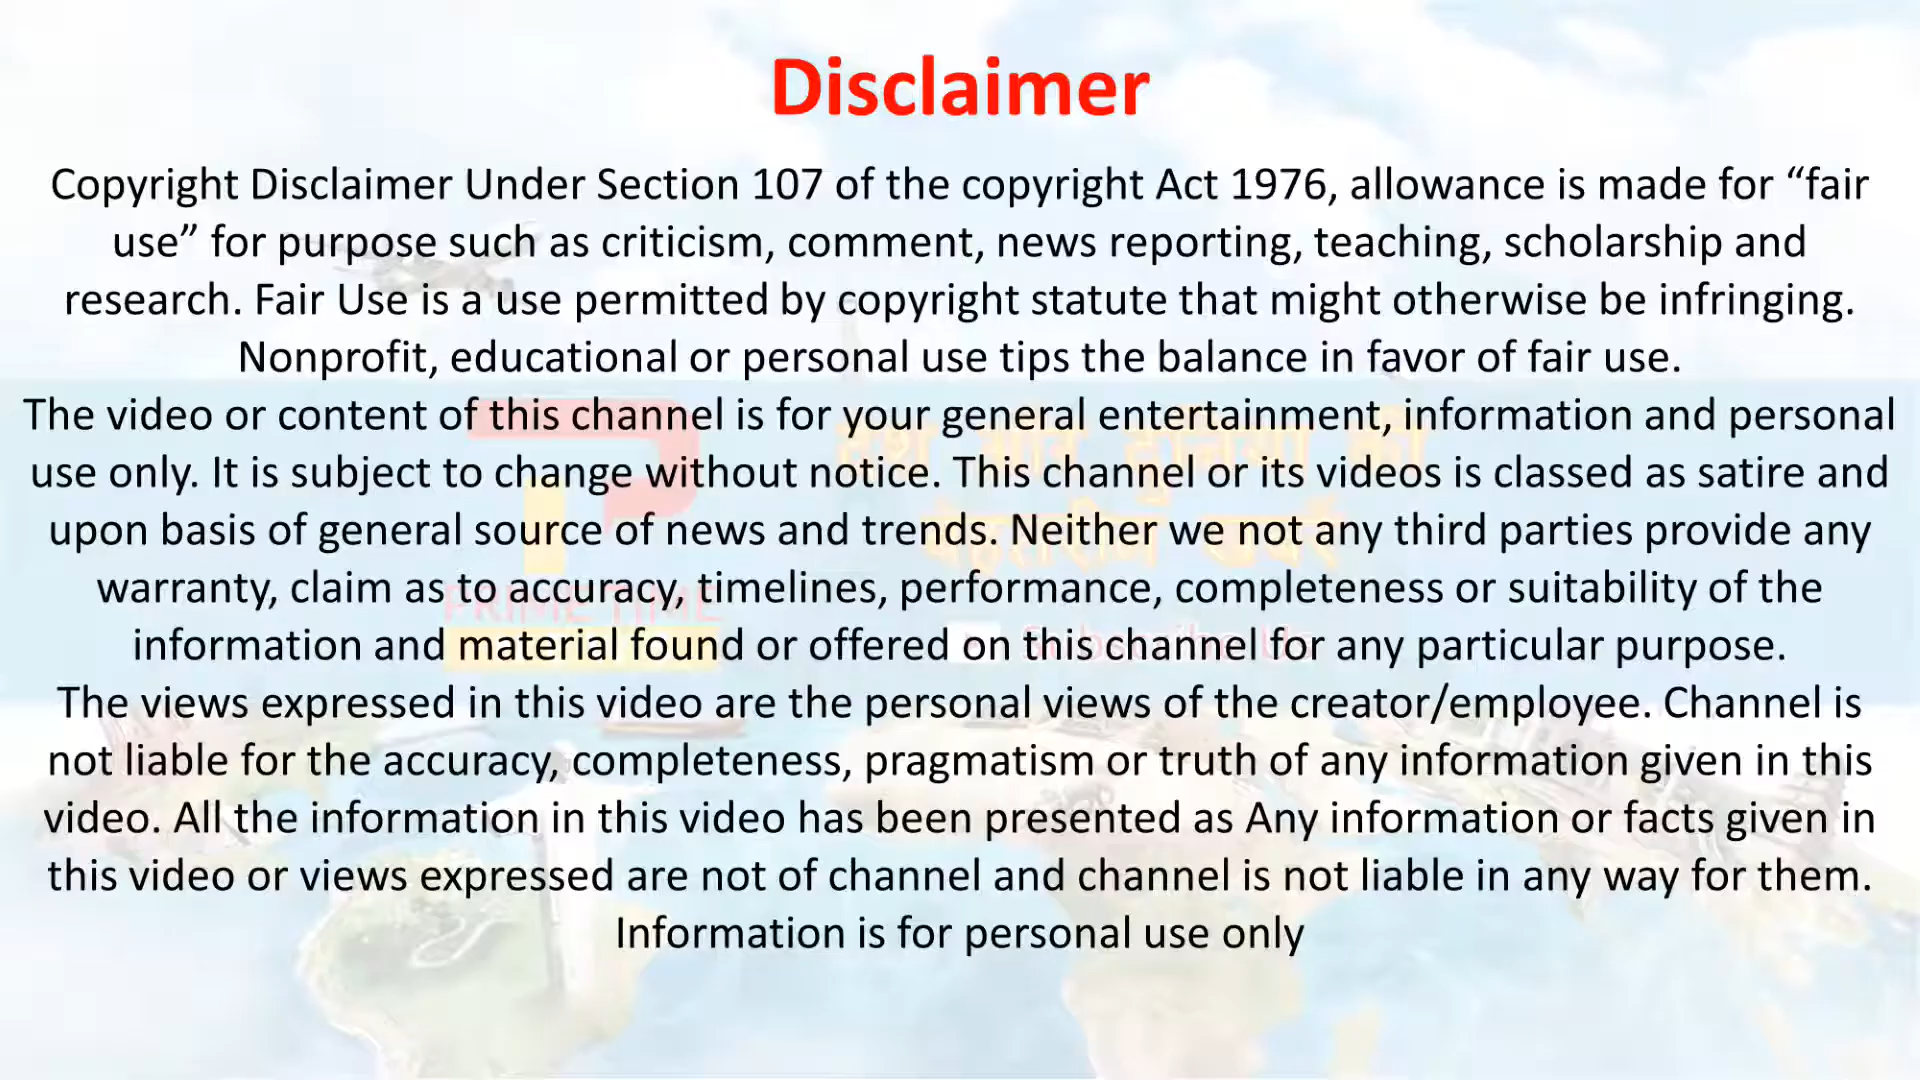 Disclaimer
Copyright Disclaimer Under Section 107 of the copyright Act 1976, allowance is made for “fair
use” for purpose such as criticism, comment, news reporting, teaching, scholarship and
research. Fair Use is a use permitted by copyright statute that might otherwise be infringing.
Nonprofit, educational or personal use tips the balance in favor of fair use.
The video or content of this channel is for your general entertainment, information and personal
use only. It is subject to change without notice. This channel or its videos is classed as satire and
upon basis of general source of news and trends. Neither we not any third parties provide any
warranty, claim as to accuracy, timelines, performance, completeness or suitability of the
information and material found or offered on this channel for any particular purpose.
The views expressed in this video are the personal views of the creator/employee. Channel is
not liable for the accuracy, completeness, pragmatism or truth of any information given in this
video. All the information in this video has been presented as Any information or facts given in
this video or views expressed are not of channel and channel is not liable in any way for them.
Information is for personal use only
PRIME TIME